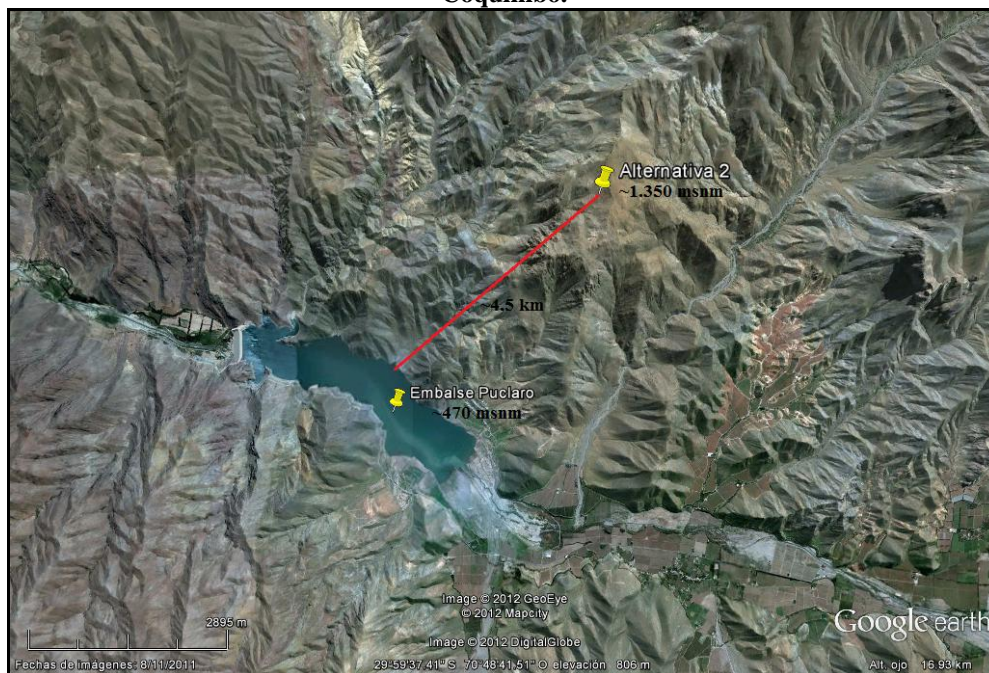 Coquimbo.
Alternativa 2
~1.350 msnm
~4.5 km
Embalse Puclaro
~470 msnm
Image © 2012 GeoEye
© 2012 Mapcity
Image © 2012 DigitalGlobe
Google earth
2895 m
Fechas de imágenes: 8/11/2011
29°59'37.41" S 70°48'41.51" O elevación 806 m
Alt. ojo 16.93 km